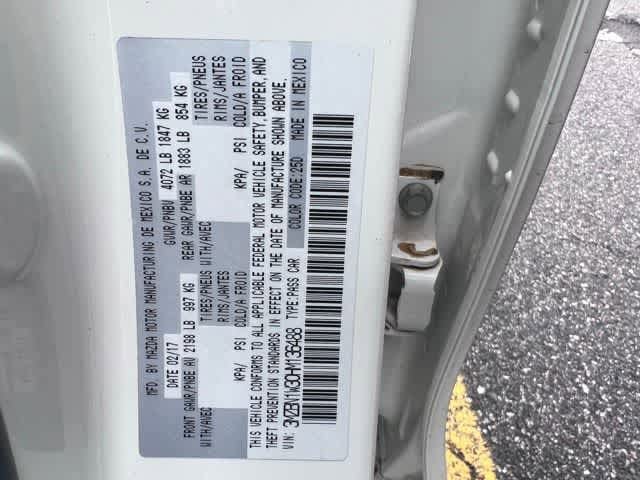 MFD. BY MAZDA MOTOR MANUFACTURING DE MEXICO S.A. DE C.V.
DATE 02/17 GVWR/PNBV 4072 LB 1847 KG
FRONT GAWR/PNBE AV 2198 LB 997 KG REAR GAWR/PNBE AR 1883 LB 854 KG
WITH/AVEC TIRES/PNEUS WITH/AVEC TIRES/PNEUS
RIMS/JANTES RIMS/JANTES
KPA/ PSI COLD/A FROID KPA/ PSI COLD/A FROID
THIS VEHICLE CONFORMS TO ALL APPLICABLE FEDERAL MOTOR VEHICLE SAFETY, BUMPER, AND
THEFT PREVENTION STANDARDS IN EFFECT ON THE DATE OF MANUFACTURE SHOWN ABOVE.
VIN: 3MZBN1W30HM136488 TYPE:PASS CAR COLOR CODE:25D MADE IN MEXICO